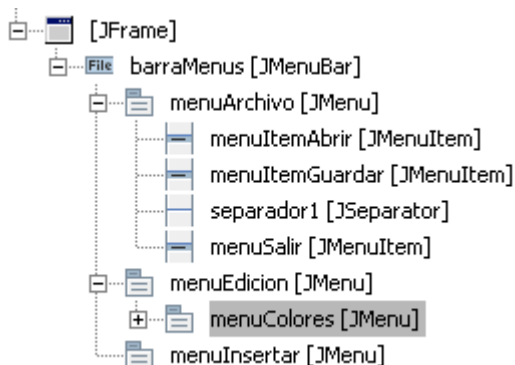 [JFrame]
File barraMenus [JMenuBar]
menuArchivo [JMenu]
menuItemAbrir [JMenuItem]
menuItemGuardar [JMenuItem]
separador1 [JSeparator]
menuSalir [JMenuItem]
menuEdicion [JMenu]
menuColores [JMenu]
menuInsertar [JMenu]